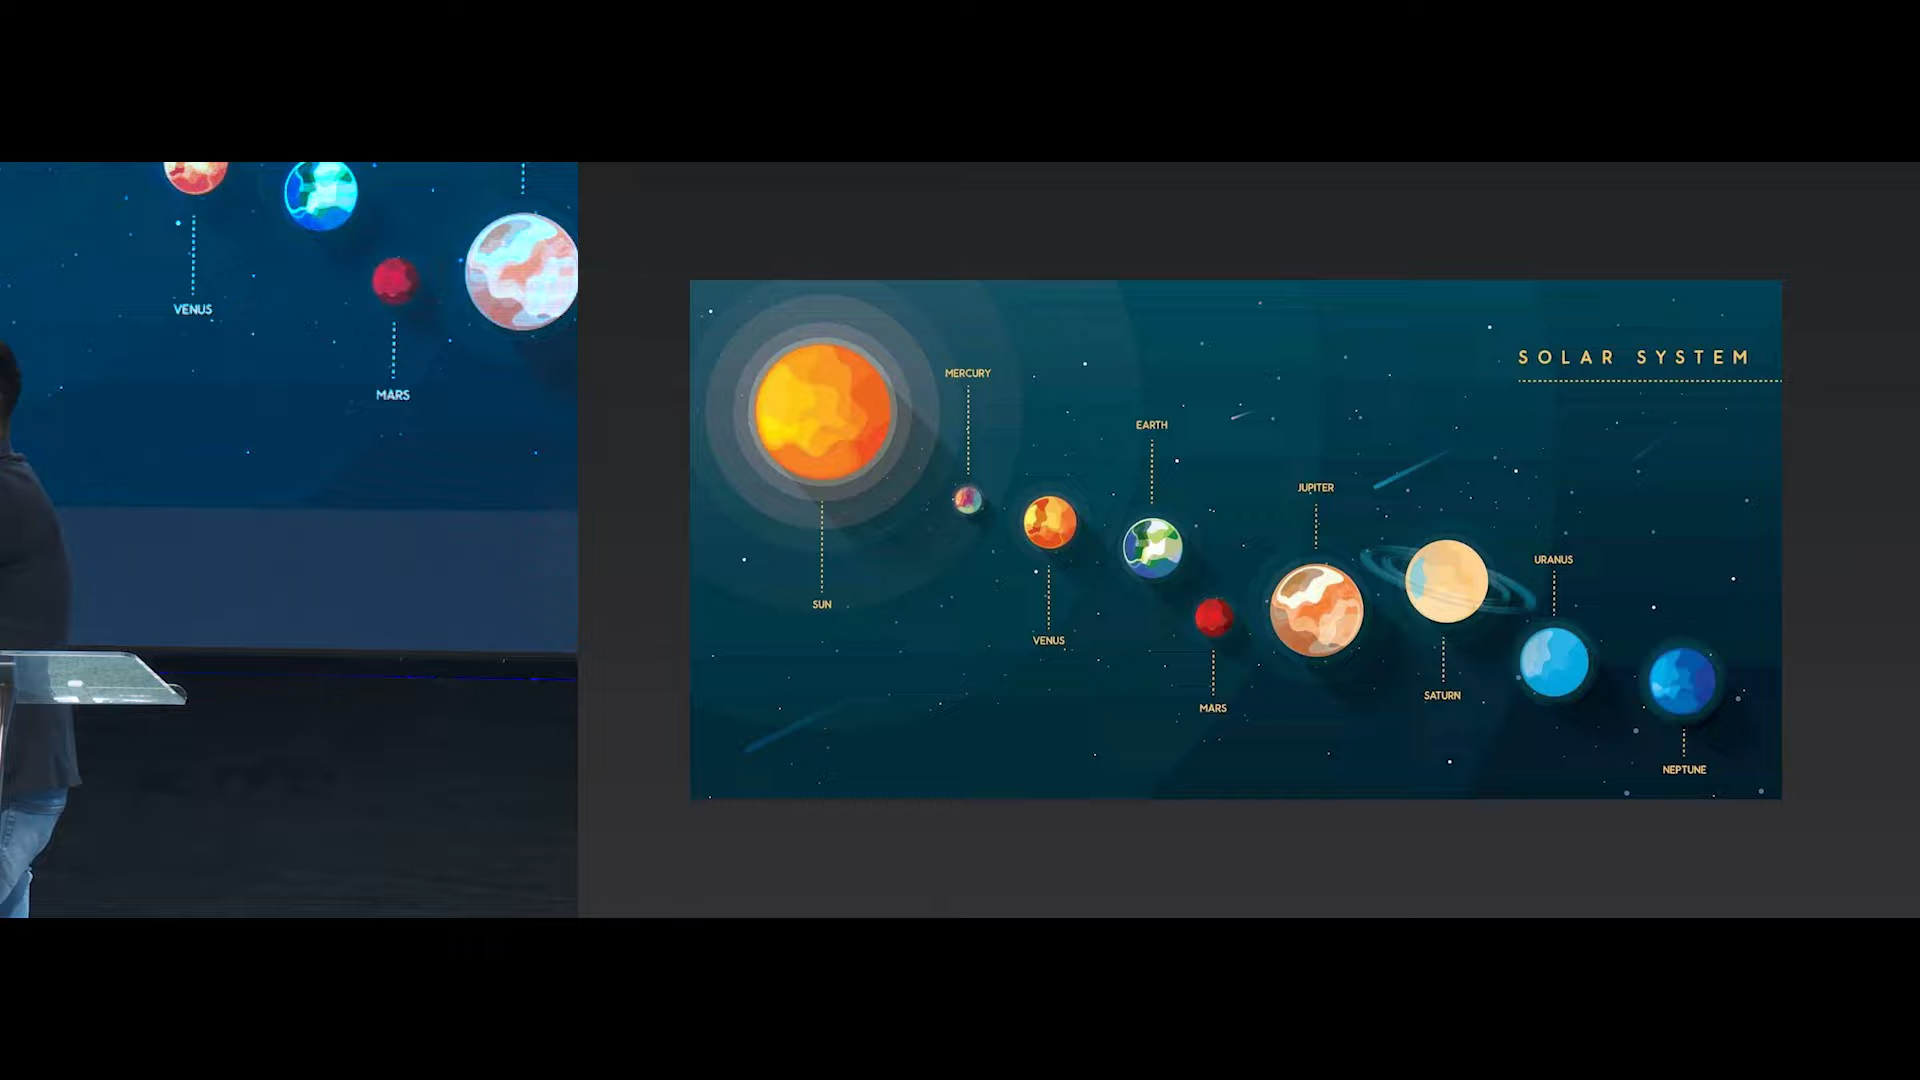 VENUS
MARS
SOLAR SYSTEM
MERCURY
EARTH
JUPITER
URANUS
SUN
VENUS
SATURN
MARS
NEPTUNE